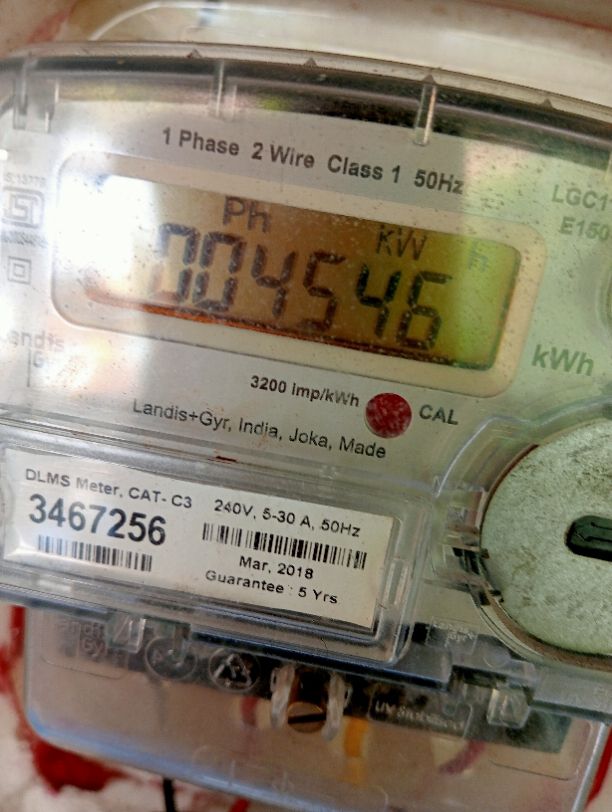 1 Phase 2 Wire Class 1 50Hz
LGC1
E150
Ph
KW h
004546
kWh
3200 imp/kWh
CAL
Landis+Gyr, India, Joka, Made
DLMS Meter, CAT- C3
3467256
240V, 5-30 A, 50Hz
Mar, 2018
Guarantee : 5 Yrs